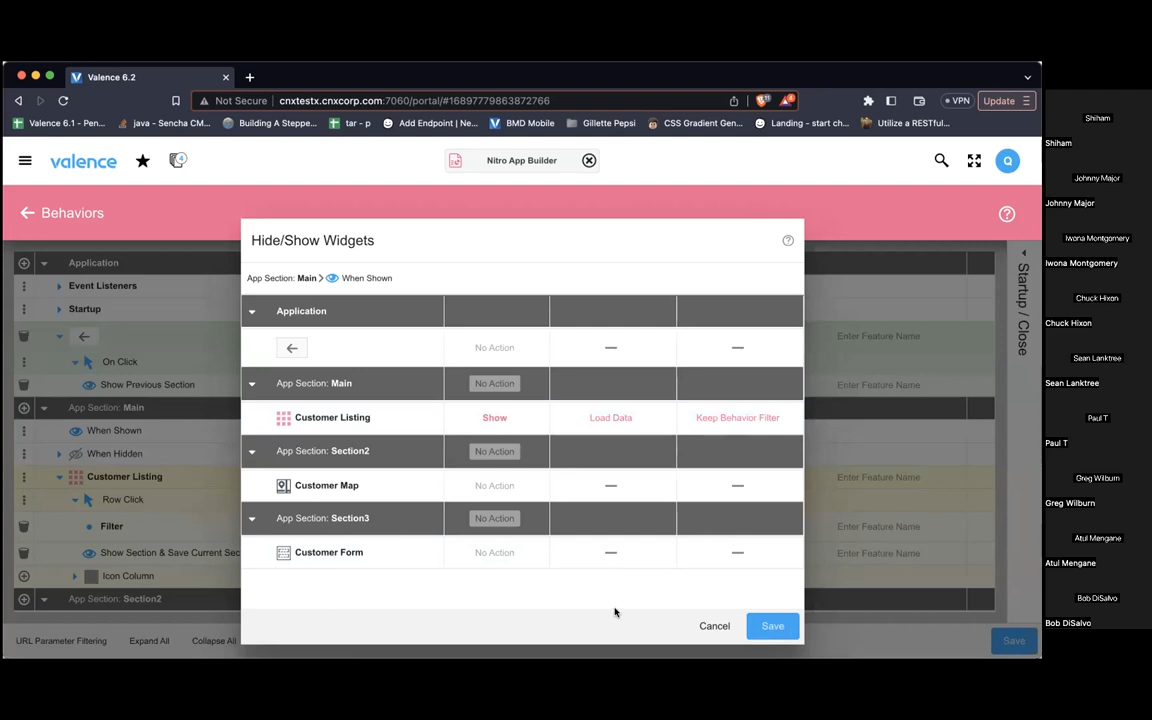 Valence 6.2
Not Secure cnxtestx.cnxcorp.com:7060/portal/#16897779863872766 11 4 VPN Update
Valence 6.1 - Pen... java - Sencha CM... Building A Steppe... tar - p Add Endpoint | Ne... BMD Mobile Gillette Pepsi CSS Gradient Gen... Landing - start ch... Utilize a RESTful...
valence 4 Nitro App Builder Q
Behaviors
Application
Event Listeners
Startup
Enter Feature Name
On Click
Show Previous Section Enter Feature Name
App Section: Main
When Shown
When Hidden
Customer Listing Enter Feature Name
Row Click
Filter Enter Feature Name
Show Section & Save Current Sec Enter Feature Name
Icon Column
App Section: Section2
URL Parameter Filtering Expand All Collapse All Save
Startup / Close
Hide/Show Widgets
App Section: Main When Shown
Application
No Action
App Section: Main No Action
Customer Listing Show Load Data Keep Behavior Filter
App Section: Section2 No Action
Customer Map No Action
App Section: Section3 No Action
Customer Form No Action
Cancel Save
Shiham
Shiham
Johnny Major
Johnny Major
Iwona Montgomery
Iwona Montgomery
Chuck Hixon
Chuck Hixon
Sean Lanktree
Sean Lanktree
Paul T
Paul T
Greg Wilburn
Greg Wilburn
Atul Mengane
Atul Mengane
Bob DiSalvo
Bob DiSalvo